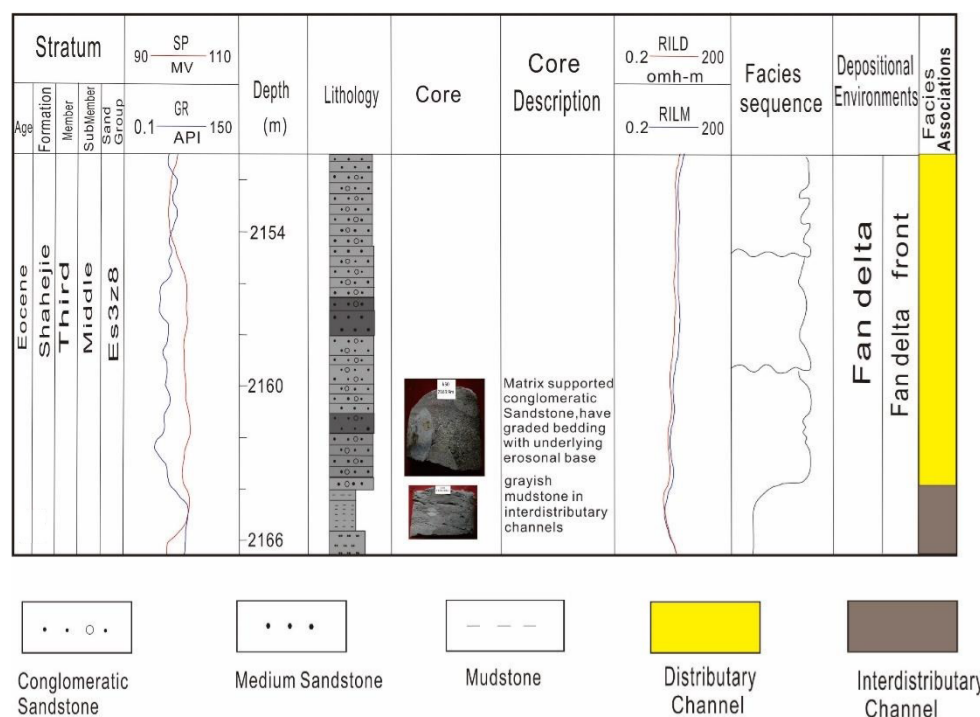 Stratum
Age
Formation
Member
SubMember
Sand
Group
SP
90 110
MV
GR
0.1 150
API
Depth
(m)
Lithology
Core
Core
Description
RILD
0.2 200
omh-m
RILM
0.2 200
Facies
sequence
Depositional
Environments
Facies
Associations
Eocene
Shahejie
Third
Middle
Es3z8
2154
2160
2166
Matrix supported
conglomeratic
Sandstone,have
graded bedding
with underlying
erosonal base
grayish
mudstone in
interdistributary
channels
Fan delta
Fan delta front
Conglomeratic
Sandstone
Medium Sandstone
Mudstone
Distributary
Channel
Interdistributary
Channel